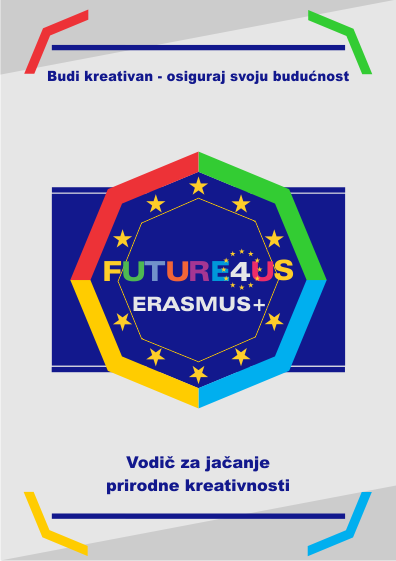 Budi kreativan - osiguraj svoju budućnost
FUTURE4US
ERASMUS+
Vodič za jačanje
prirodne kreativnosti